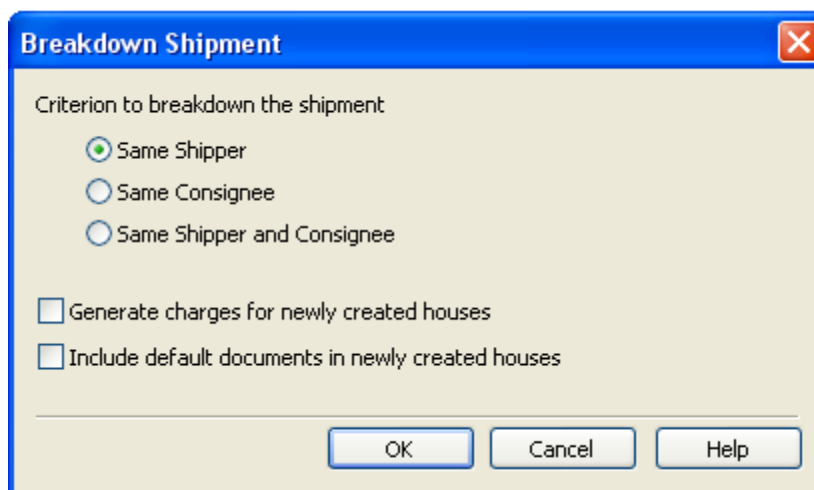 Breakdown Shipment
Criterion to breakdown the shipment
Same Shipper
Same Consignee
Same Shipper and Consignee
Generate charges for newly created houses
Include default documents in newly created houses
OK Cancel Help